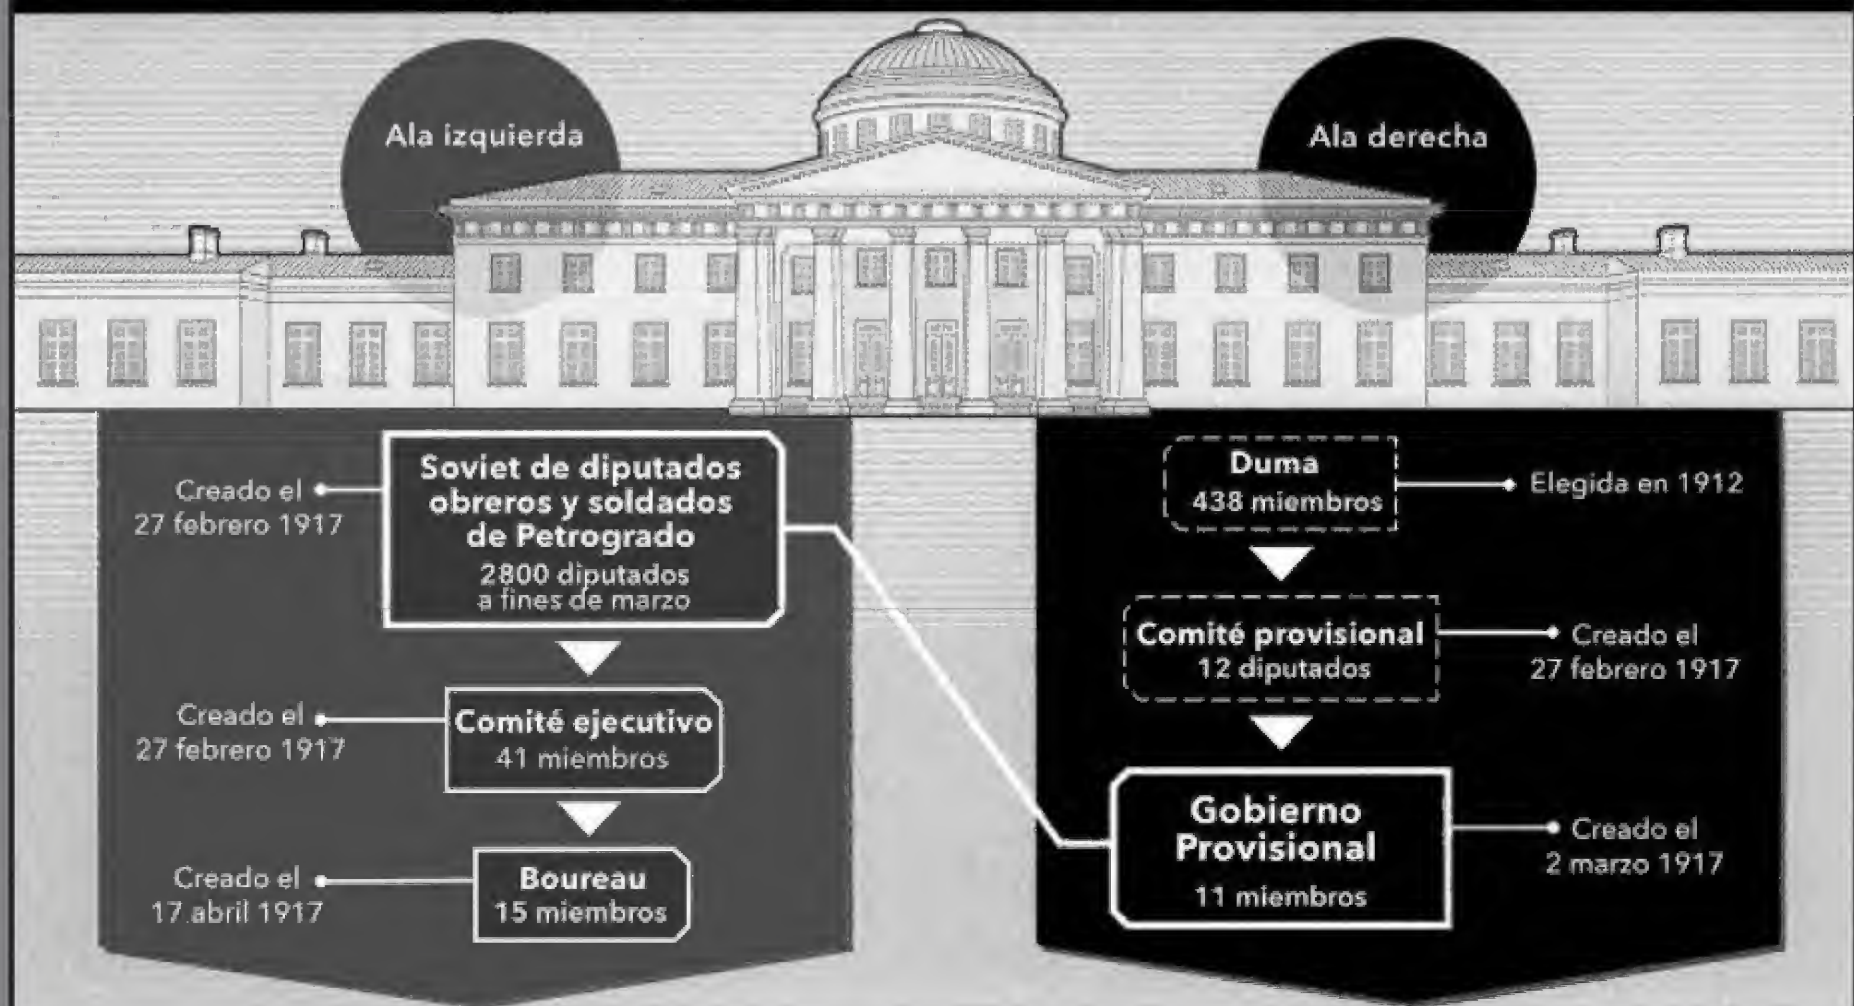 Ala izquierda
Ala derecha
Soviet de diputados
obreros y soldados
de Petrogrado
2800 diputados
a fines de marzo
Creado el
27 febrero 1917
Comité ejecutivo
41 miembros
Creado el
27 febrero 1917
Boureau
15 miembros
Creado el
17 abril 1917
Duma
438 miembros
Elegida en 1912
Comité provisional
12 diputados
Creado el
27 febrero 1917
Gobierno
Provisional
11 miembros
Creado el
2 marzo 1917